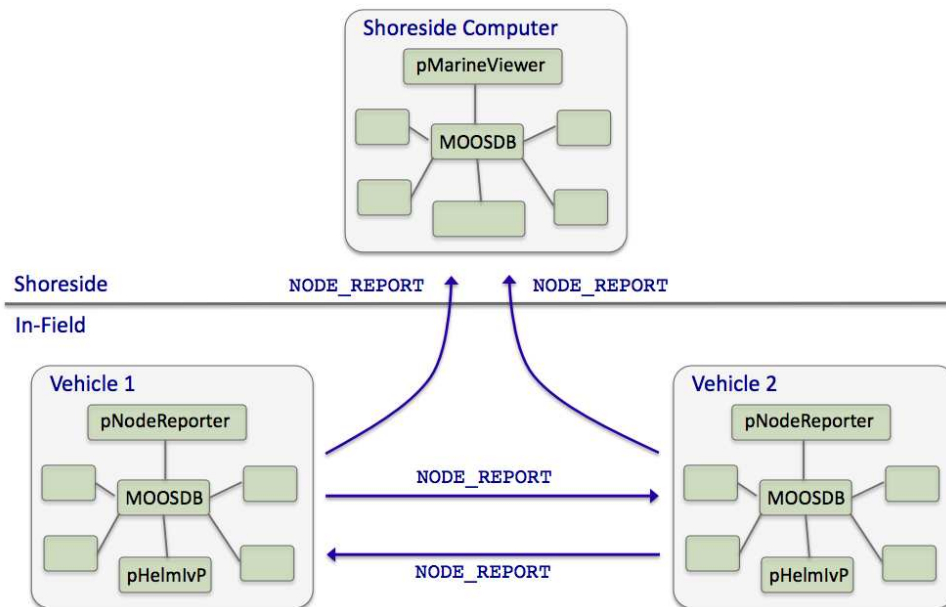 Shoreside Computer
pMarineViewer
MOOSDB
Shoreside
NODE_REPORT
NODE_REPORT
In-Field
Vehicle 1
pNodeReporter
MOOSDB
pHelmIvP
NODE_REPORT
NODE_REPORT
Vehicle 2
pNodeReporter
MOOSDB
pHelmIvP